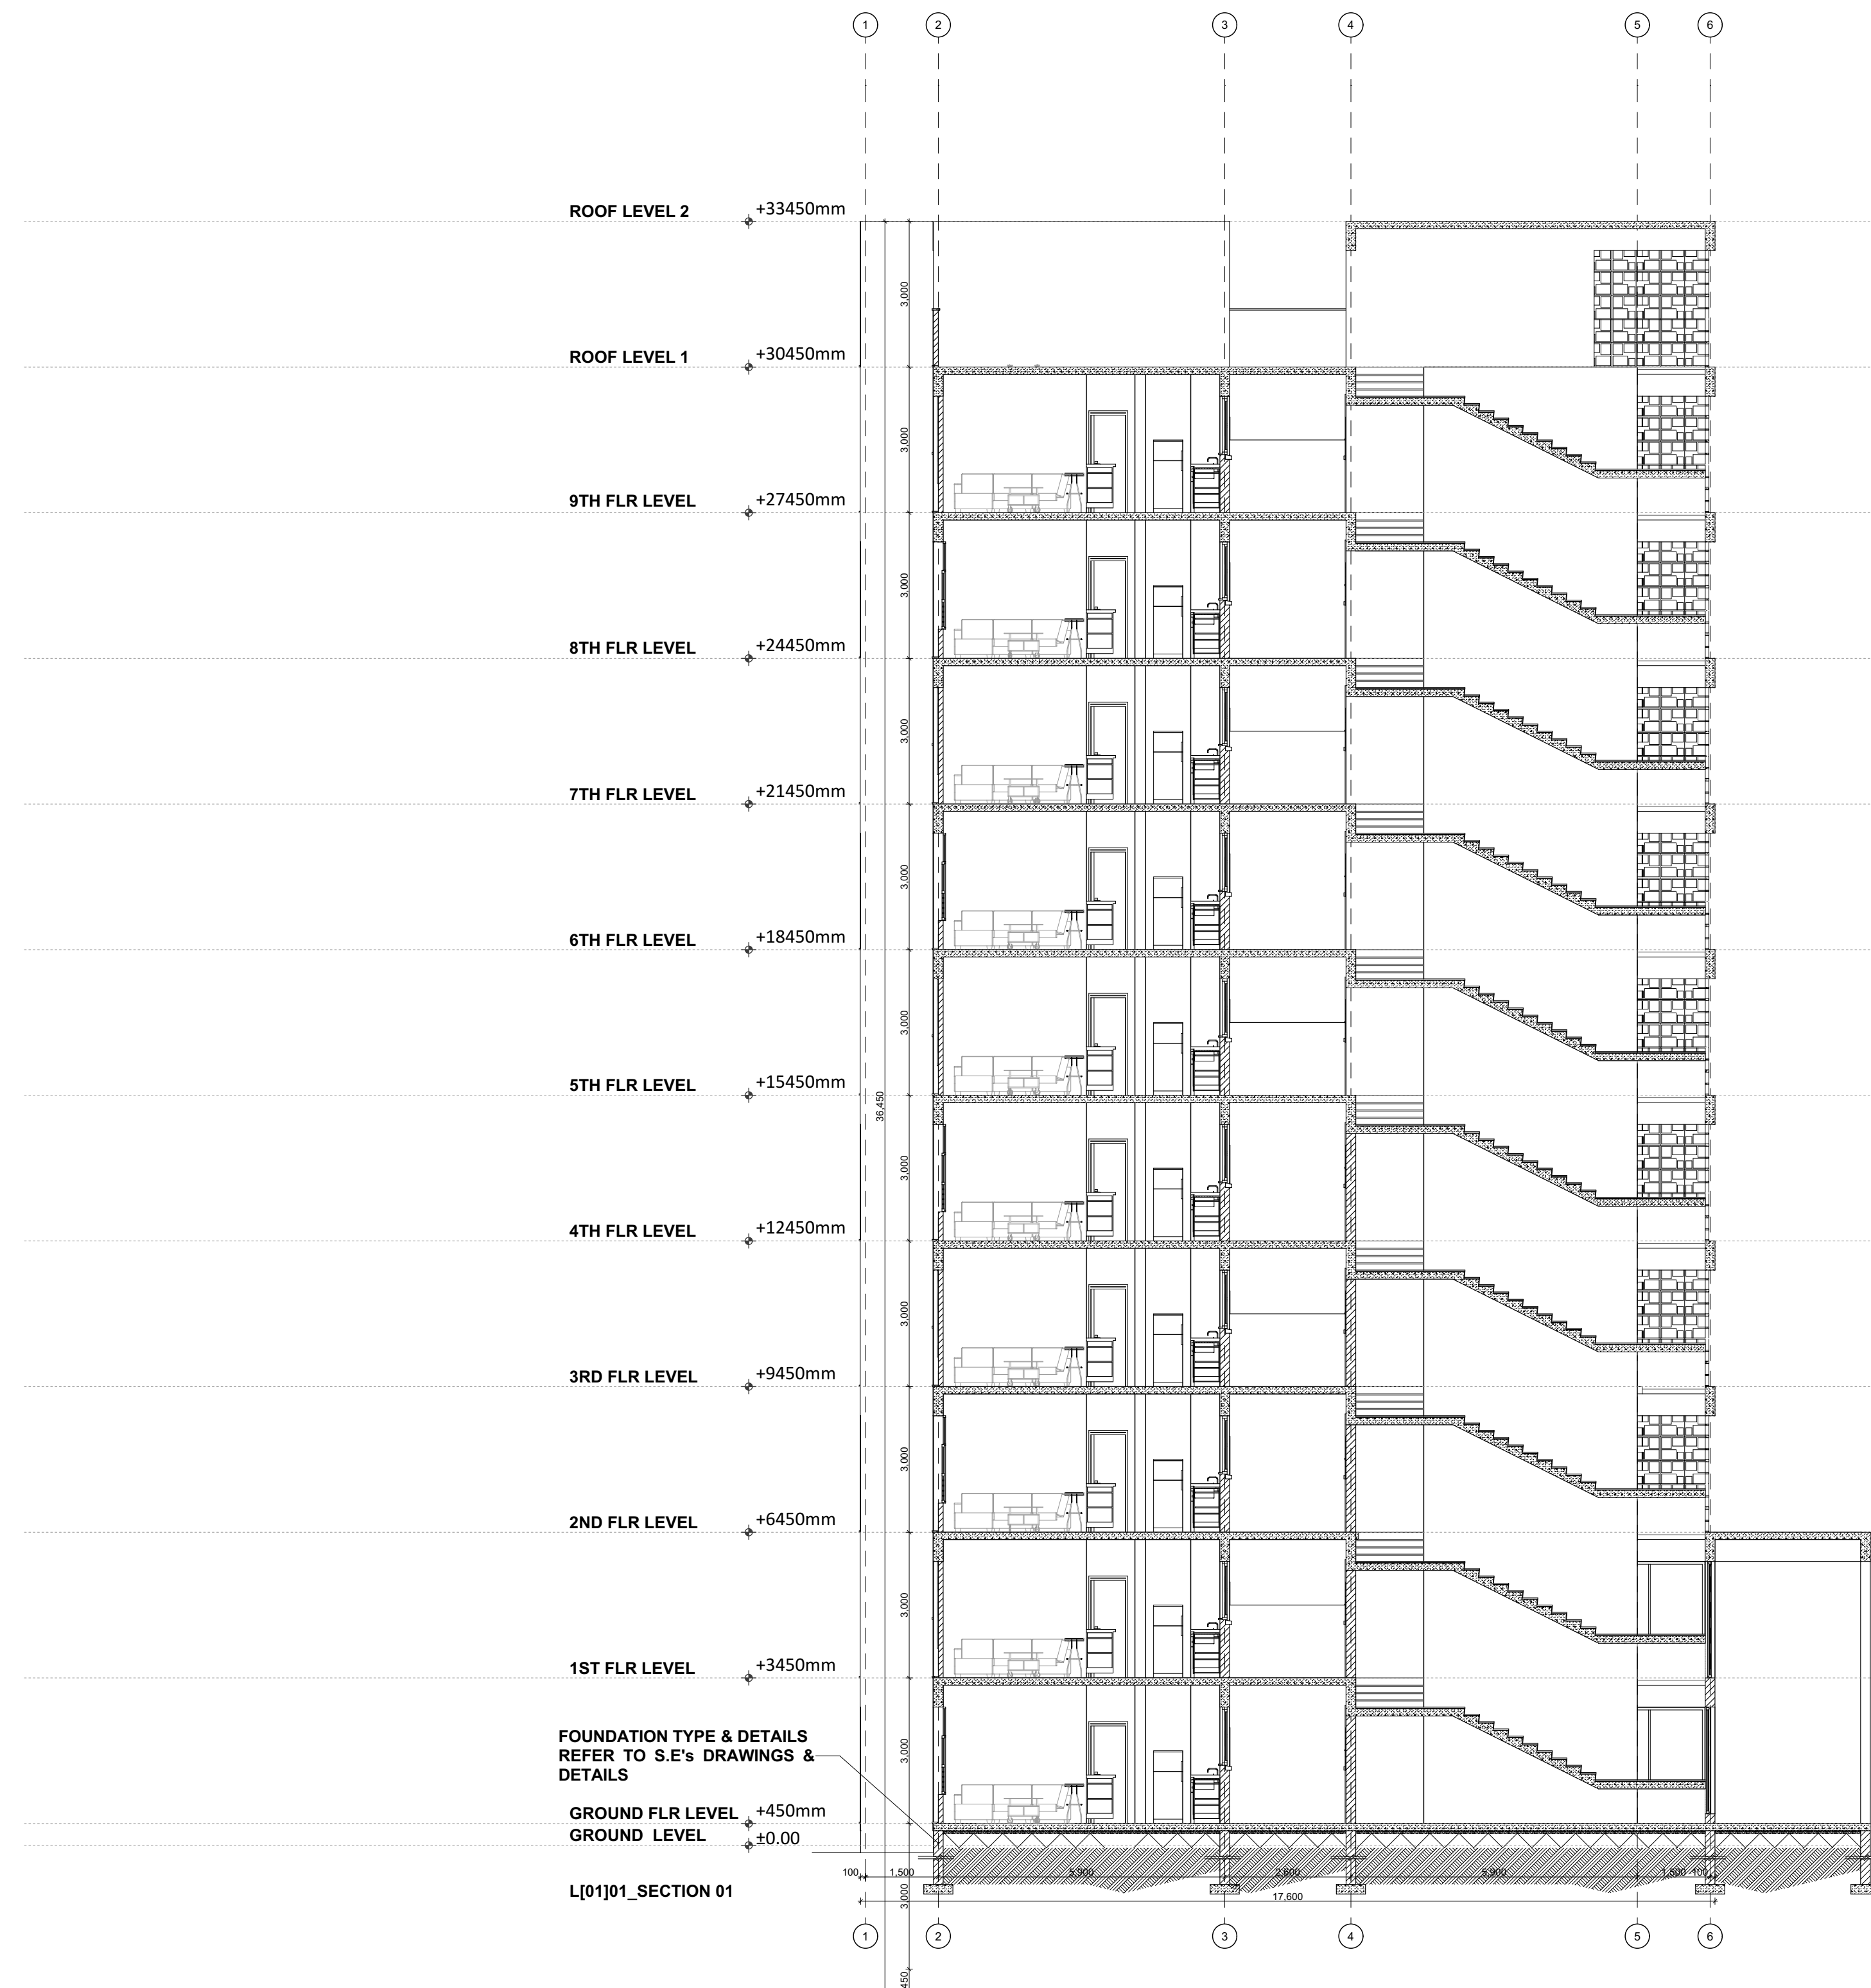 1 2 3 4 5 6
ROOF LEVEL 2 +33450mm
3,000
ROOF LEVEL 1 +30450mm
3,000
9TH FLR LEVEL +27450mm
3,000
8TH FLR LEVEL +24450mm
3,000
7TH FLR LEVEL +21450mm
3,000
6TH FLR LEVEL +18450mm
3,000
5TH FLR LEVEL +15450mm
36,450
3,000
4TH FLR LEVEL +12450mm
3,000
3RD FLR LEVEL +9450mm
3,000
2ND FLR LEVEL +6450mm
3,000
1ST FLR LEVEL +3450mm
3,000
FOUNDATION TYPE & DETAILS
REFER TO S.E's DRAWINGS &
DETAILS
GROUND FLR LEVEL +450mm
GROUND LEVEL ±0.00
100 1,500 5,900 2,600 5,900 1,500 100
L[01]01_SECTION 01
3,000
17,600
1 2 3 4 5 6
450